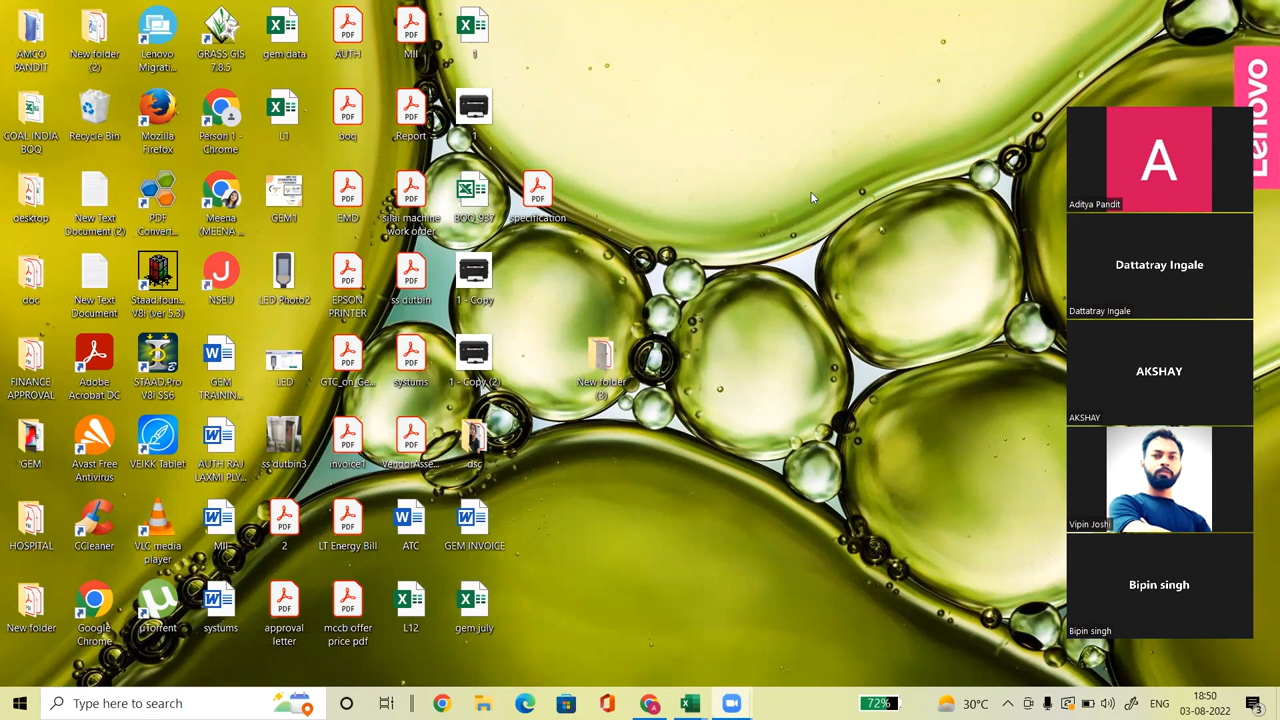 AMCO
PANDIT
New folder
(2)
Lenovo
Migrati...
GRASS GIS
7.8.5
gem data
AUTH
MII
1
COAL INDIA
BOQ
Recycle Bin
Mozilla
Firefox
Person 1 -
Chrome
L1
boq
Report
1
desktop
New Text
Document (2)
PDF
Convert...
Meena
(MEENA ...
GEM1
EMD
silai machine
work order
BOQ_937
specification
doc
New Text
Document
Staad.foun...
V8i (ver 5.3)
NSEU
LED Photo2
EPSON
PRINTER
ss dutbin
1 - Copy
FINANCE
APPROVAL
Adobe
Acrobat DC
STAAD.Pro
V8i SS6
GEM
TRAININ...
LED
GTC_on_Ge...
systums
1 - Copy (2)
New folder
(3)
GEM
Avast Free
Antivirus
VEIKK Tablet
AUTH RAJ
LAXMI PLY...
ss dutbin3
invoice1
VendorAsse...
dsc
HOSPITAL
CCleaner
VLC media
player
MII
2
LT Energy Bill
ATC
GEM INVOICE
New folder
Google
Chrome
µTorrent
systums
approval
letter
mccb offer
price pdf
L12
gem july
Lenovo
A
Aditya Pandit
Dattatray Ingale
Dattatray Ingale
AKSHAY
AKSHAY
Vipin Joshi
Bipin singh
Bipin singh
Type here to search
72%
30°C
ENG
18:50
03-08-2022
3